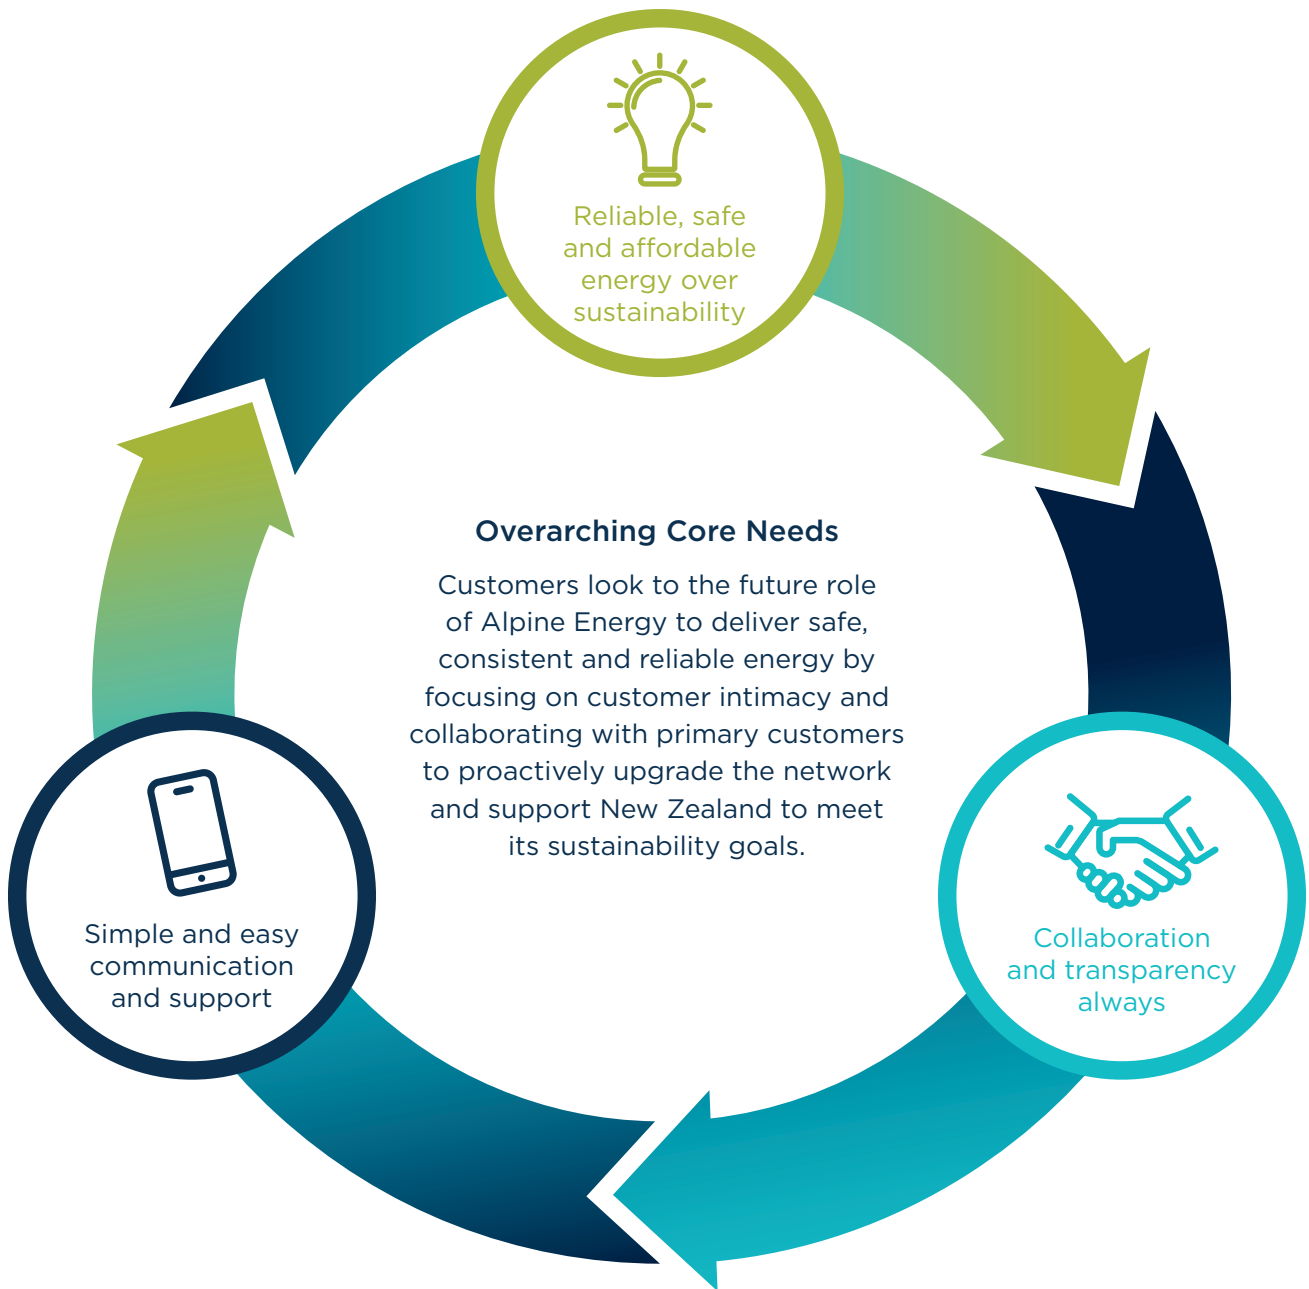 Reliable, safe
and affordable
energy over
sustainability
Overarching Core Needs
Customers look to the future role
of Alpine Energy to deliver safe,
consistent and reliable energy by
focusing on customer intimacy and
collaborating with primary customers
to proactively upgrade the network
and support New Zealand to meet
its sustainability goals.
Simple and easy
communication
and support
Collaboration
and transparency
always